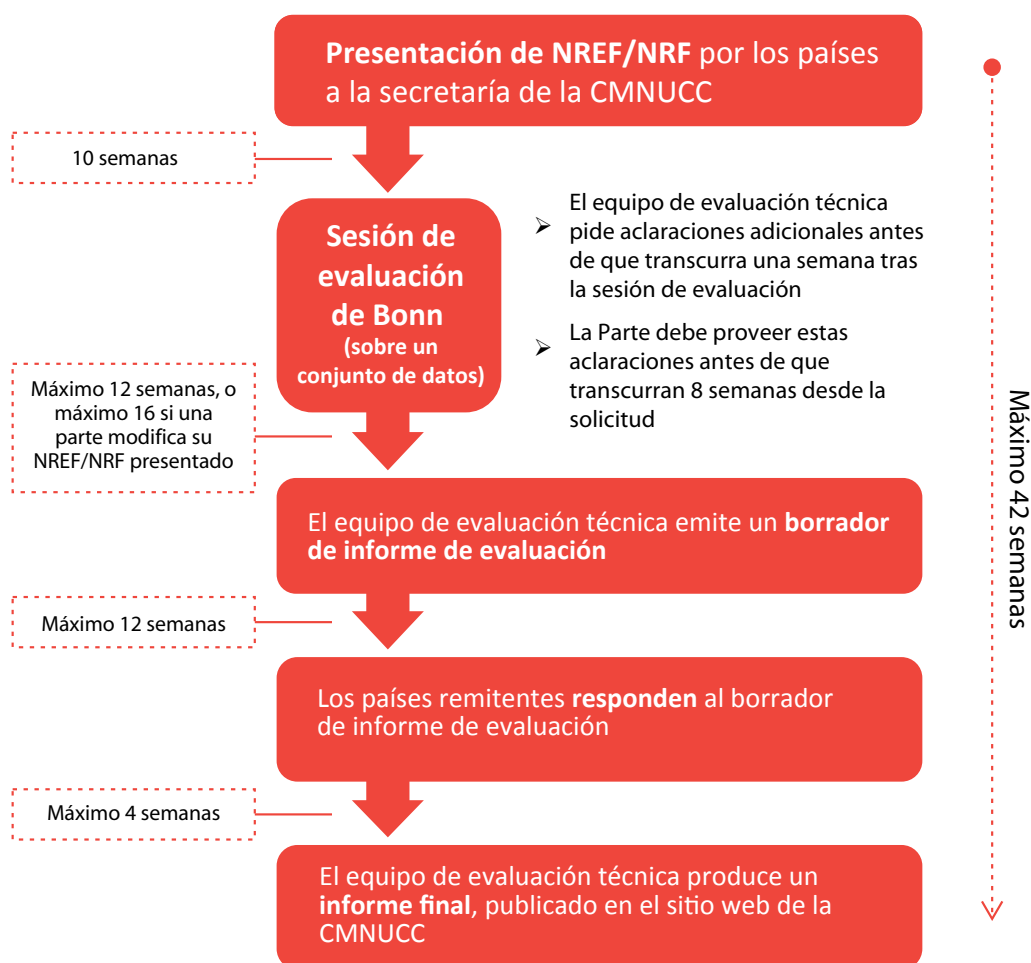 Presentación de NREF/NRF por los países
a la secretaría de la CMNUCC
10 semanas
Sesión de
evaluación
de Bonn
(sobre un
conjunto de datos)
➢ El equipo de evaluación técnica
pide aclaraciones adicionales antes
de que transcurra una semana tras
la sesión de evaluación
➢ La Parte debe proveer estas
aclaraciones antes de que
transcurran 8 semanas desde la
solicitud
Máximo 12 semanas, o
máximo 16 si una
parte modifica su
NREF/NRF presentado
El equipo de evaluación técnica emite un borrador
de informe de evaluación
Máximo 12 semanas
Los países remitentes responden al borrador
de informe de evaluación
Máximo 4 semanas
El equipo de evaluación técnica produce un
informe final, publicado en el sitio web de la
CMNUCC
Máximo 42 semanas